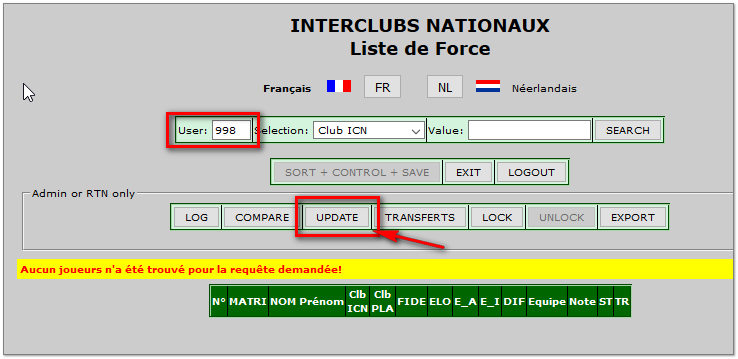 INTERCLUBS NATIONAUX
Liste de Force
Français FR NL Néerlandais
User: 998 Selection: Club ICN Value: SEARCH
SORT + CONTROL + SAVE EXIT LOGOUT
Admin or RTN only
LOG COMPARE UPDATE TRANSFERTS LOCK UNLOCK EXPORT
Aucun joueurs n'a été trouvé pour la requête demandée!
N° MATRI NOM Prénom Clb ICN Clb PLA FIDE ELO E_A E_I DIF Equipe Note ST TR